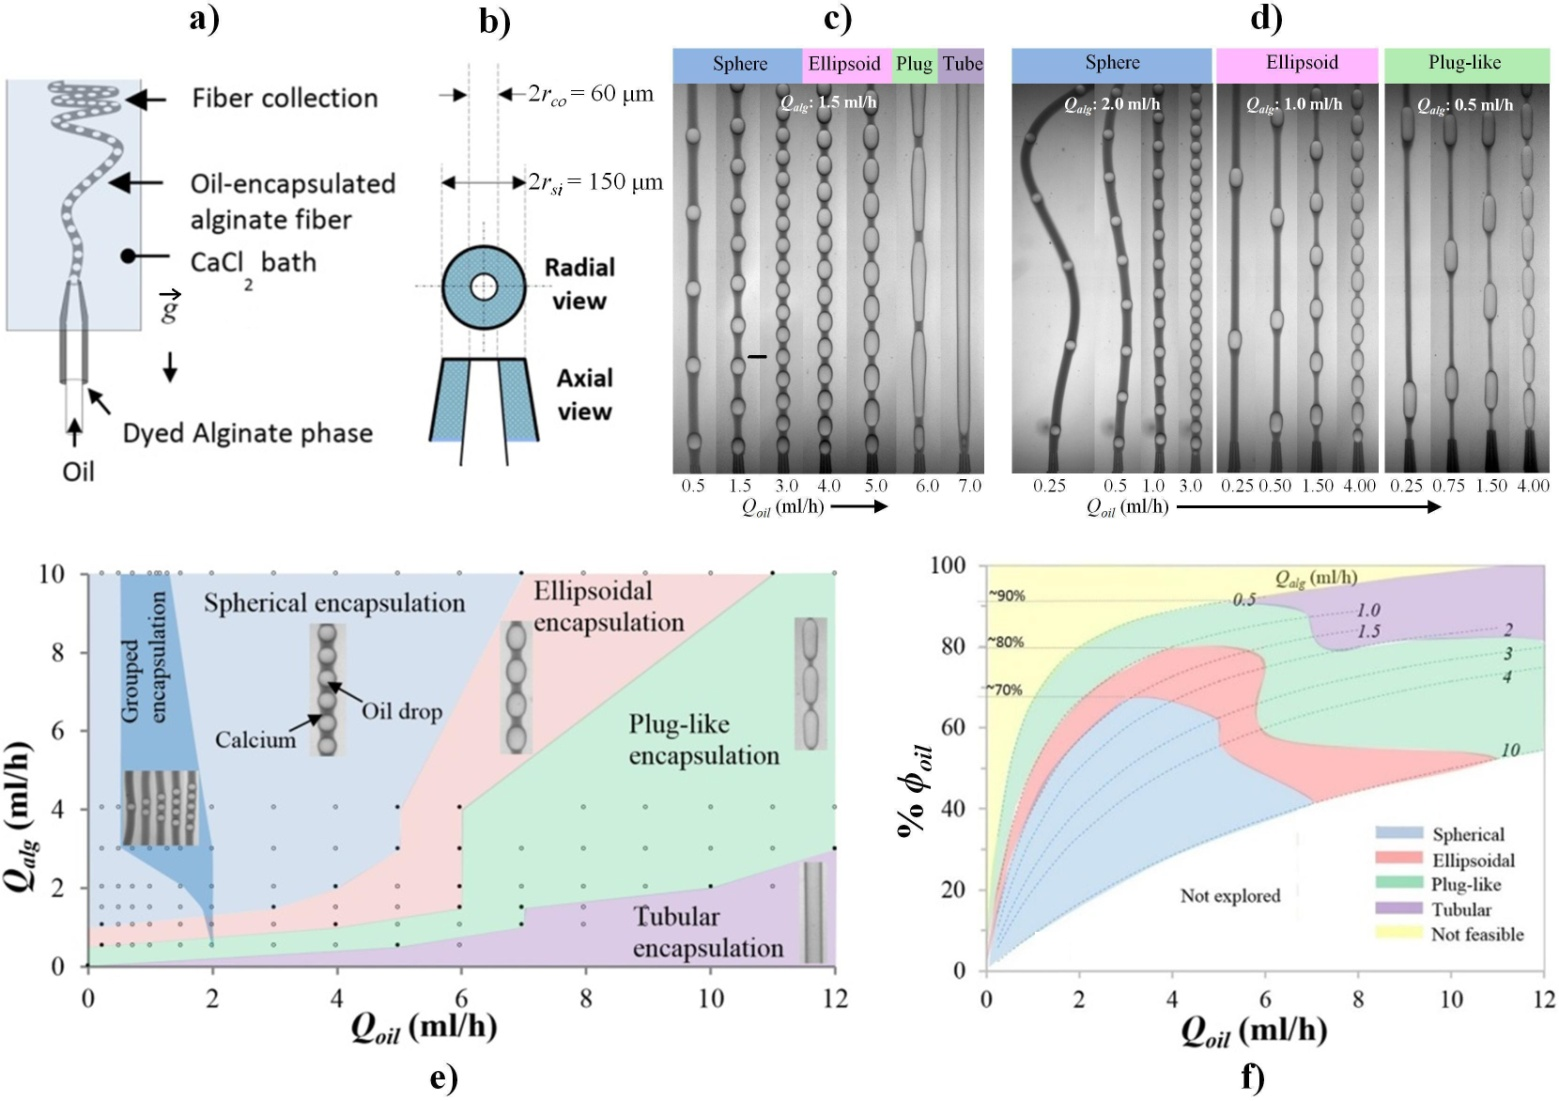 a)
Fiber collection
Oil-encapsulated
alginate fiber
CaCl2 bath
g
Dyed Alginate phase
Oil
b)
2rco = 60 μm
2rsi = 150 μm
Radial
view
Axial
view
c)
Sphere Ellipsoid Plug Tube
Qalg: 1.5 ml/h
0.5 1.5 3.0 4.0 5.0 6.0 7.0
Qoil (ml/h)
d)
Sphere Ellipsoid Plug-like
Qalg: 2.0 ml/h Qalg: 1.0 ml/h Qalg: 0.5 ml/h
0.25 0.5 1.0 3.0 0.25 0.50 1.50 4.00 0.25 0.75 1.50 4.00
Qoil (ml/h)
Qalg (ml/h)
10
8
6
4
2
0
Grouped
encapsulation
Spherical encapsulation
Oil drop
Calcium
Ellipsoidal
encapsulation
Plug-like
encapsulation
Tubular
encapsulation
0 2 4 6 8 10 12
Qoil (ml/h)
e)
% ϕoil
100
80
60
40
20
0
~90%
~80%
~70%
Qalg (ml/h)
0.5
1.0
1.5
2
3
4
10
Spherical
Ellipsoidal
Plug-like
Tubular
Not feasible
Not explored
0 2 4 6 8 10 12
Qoil (ml/h)
f)